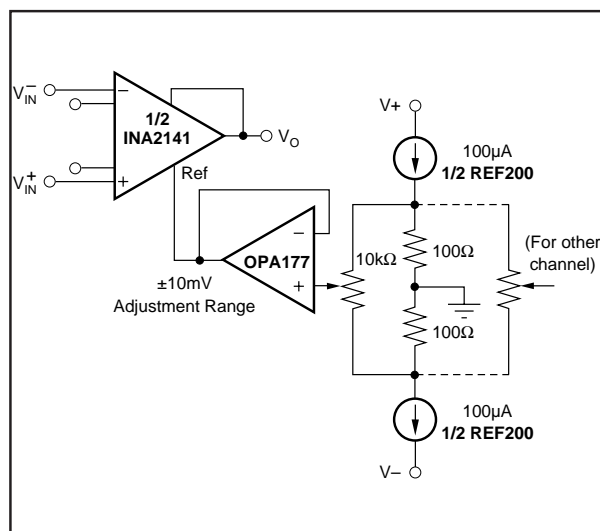 V⁻IN
V⁺IN
1/2
INA2141
−
+
VO
Ref
−
+
OPA177
±10mV
Adjustment Range
V+
100µA
1/2 REF200
10kΩ
100Ω
100Ω
(For other
channel)
100µA
1/2 REF200
V–